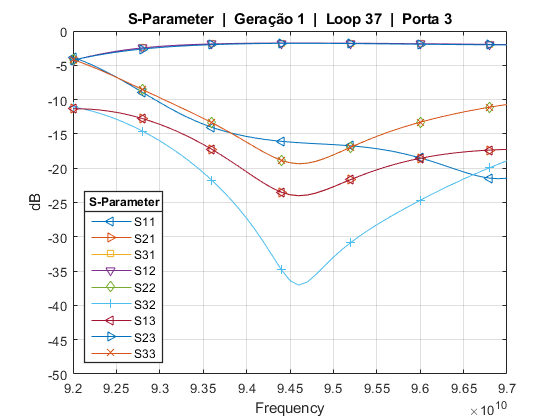 S-Parameter | Geração 1 | Loop 37 | Porta 3
0
-5
-10
-15
-20
-25
-30
-35
-40
-45
-50
dB
S-Parameter
S11
S21
S31
S12
S22
S32
S13
S23
S33
9.2 9.25 9.3 9.35 9.4 9.45 9.5 9.55 9.6 9.65 9.7
Frequency
×10^10